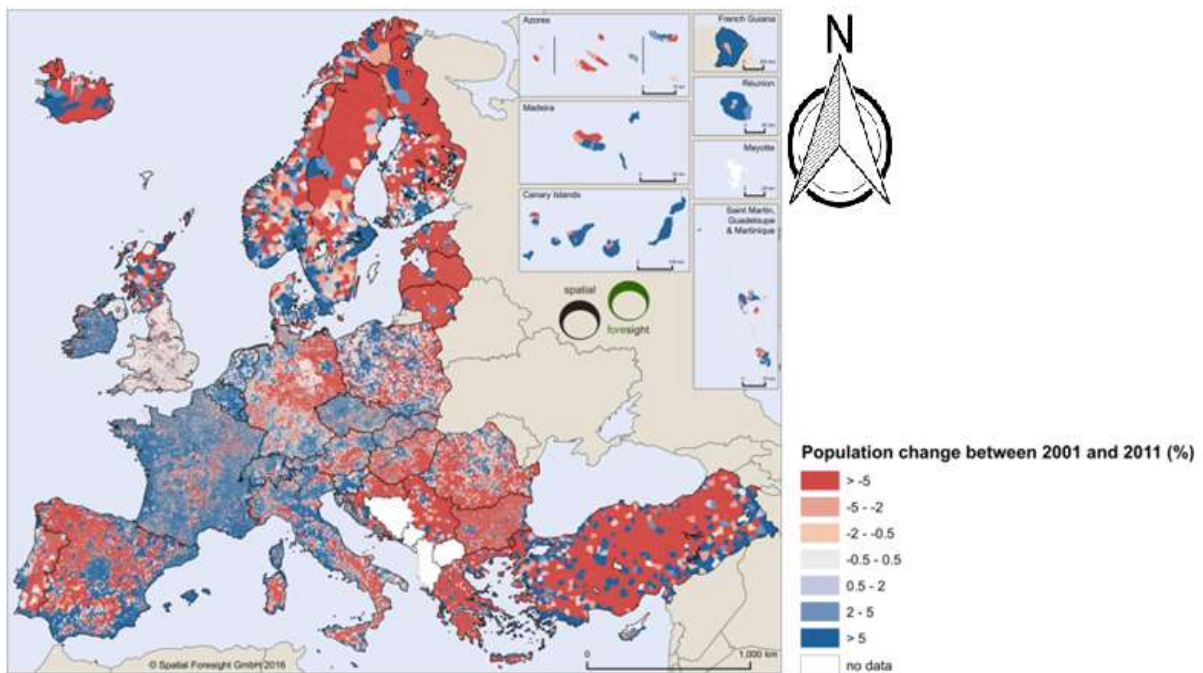 Azores
French Guiana
Réunion
Madeira
Mayotte
Canary Islands
Saint Martin,
Guadeloupe
& Martinique
N
spatial
foresight
Population change between 2001 and 2011 (%)
> -5
-5 - -2
-2 - -0.5
-0.5 - 0.5
0.5 - 2
2 - 5
> 5
no data
© Spatial Foresight GmbH 2016
0
1,000 km